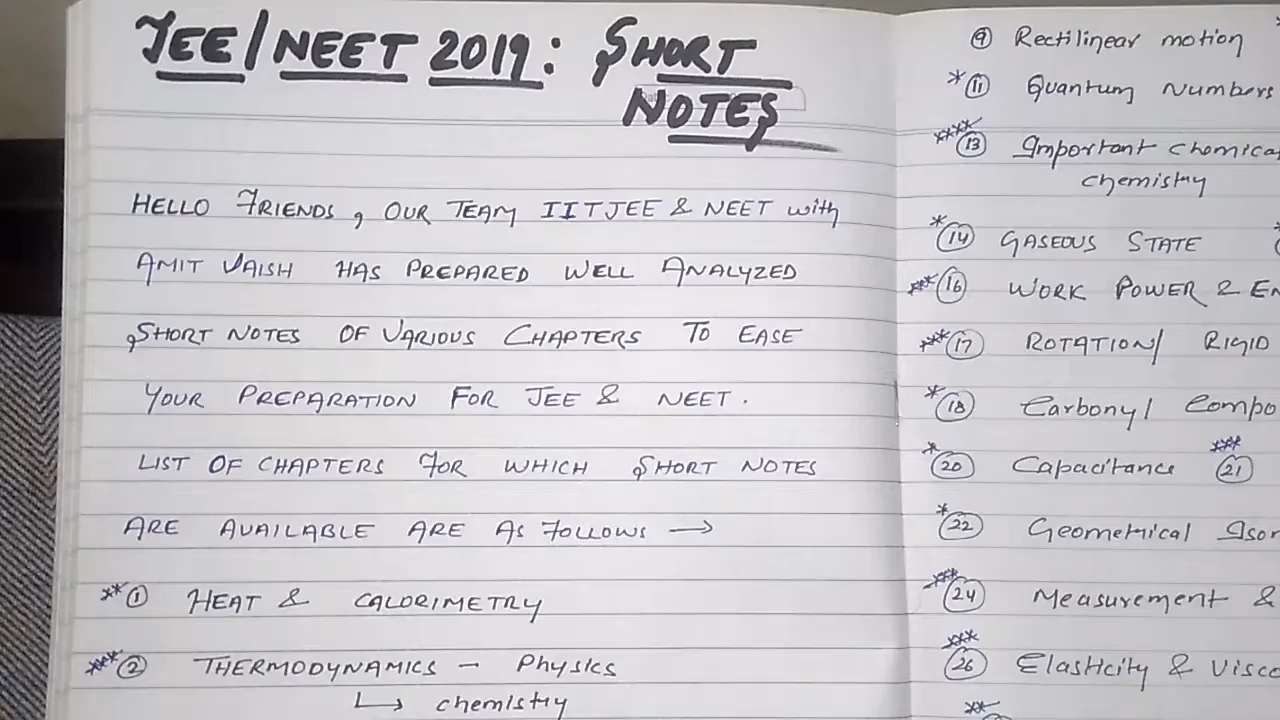 JEE/NEET 2019: SHORT
NOTES
HELLO FRIENDS, OUR TEAM IITJEE & NEET with
AMIT VAISH HAS PREPARED WELL ANALYZED
SHORT NOTES OF VARIOUS CHAPTERS TO EASE
YOUR PREPARATION FOR JEE & NEET.
LIST OF CHAPTERS FOR WHICH SHORT NOTES
ARE AVAILABLE ARE AS FOLLOWS →
** ① HEAT & CALORIMETRY
*** ② THERMODYNAMICS - Physics
↳ chemistry
⑨ Rectilinear motion
* ⑪ Quantum Numbers
**** ⑬ Important chemica
chemistry
* ⑭ GASEOUS STATE
** ⑯ WORK POWER & En
*** ⑰ ROTATION/ RIGID
* ⑱ Carbonyl Compo
* ⑳ Capacitance *** ㉑
* ㉒ Geometrical Isor
*** ㉔ Measurement &
*** ㉖ Elasticity & Visco
**